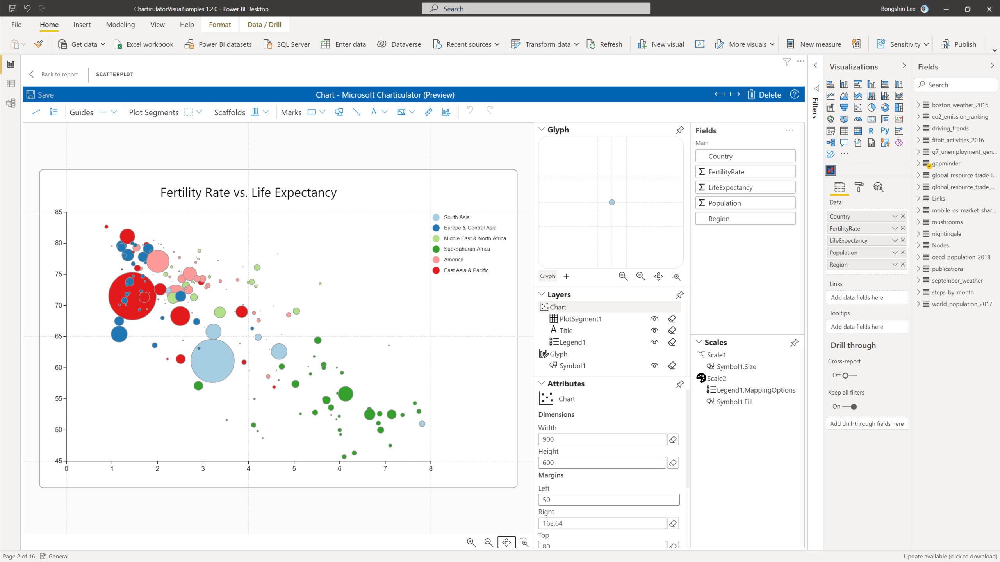 CharticulatorVisualSamples.1.2.0 - Power BI Desktop
Search
Bongshin Lee
File
Home
Insert
Modeling
View
Help
Format
Data / Drill
Get data
Excel workbook
Power BI datasets
SQL Server
Enter data
Dataverse
Recent sources
Transform data
Refresh
New visual
More visuals
New measure
Sensitivity
Publish
Back to report
SCATTERPLOT
Save
Chart - Microsoft Charticulator (Preview)
Delete
Guides
Plot Segments
Scaffolds
Marks
Fertility Rate vs. Life Expectancy
85
80
75
70
65
60
55
50
45
0
1
2
3
4
5
6
7
8
South Asia
Europe & Central Asia
Middle East & North Africa
Sub-Saharan Africa
America
East Asia & Pacific
Glyph
Glyph
Layers
Chart
PlotSegment1
Title
Legend1
Glyph
Symbol1
Attributes
Chart
Dimensions
Width
900
Height
600
Margins
Left
50
Right
162.64
Top
80
Fields
Main
Country
FertilityRate
LifeExpectancy
Population
Region
Scales
Scale1
Symbol1.Size
Scale2
Legend1.MappingOptions
Symbol1.Fill
Filters
Visualizations
123
R
Py
Data
Country
FertilityRate
LifeExpectancy
Population
Region
Links
Add data fields here
Tooltips
Add data fields here
Drill through
Cross-report
Off
Keep all filters
On
Add drill-through fields here
Fields
Search
boston_weather_2015
co2_emission_ranking
driving_trends
fitbit_activities_2016
g7_unemployment_gen...
gapminder
global_resource_trade_l...
global_resource_trade_...
Links
mobile_os_market_shar...
mushrooms
nightingale
Nodes
oecd_population_2018
publications
september_weather
steps_by_month
world_population_2017
Page 2 of 16
General
Update available (click to download)